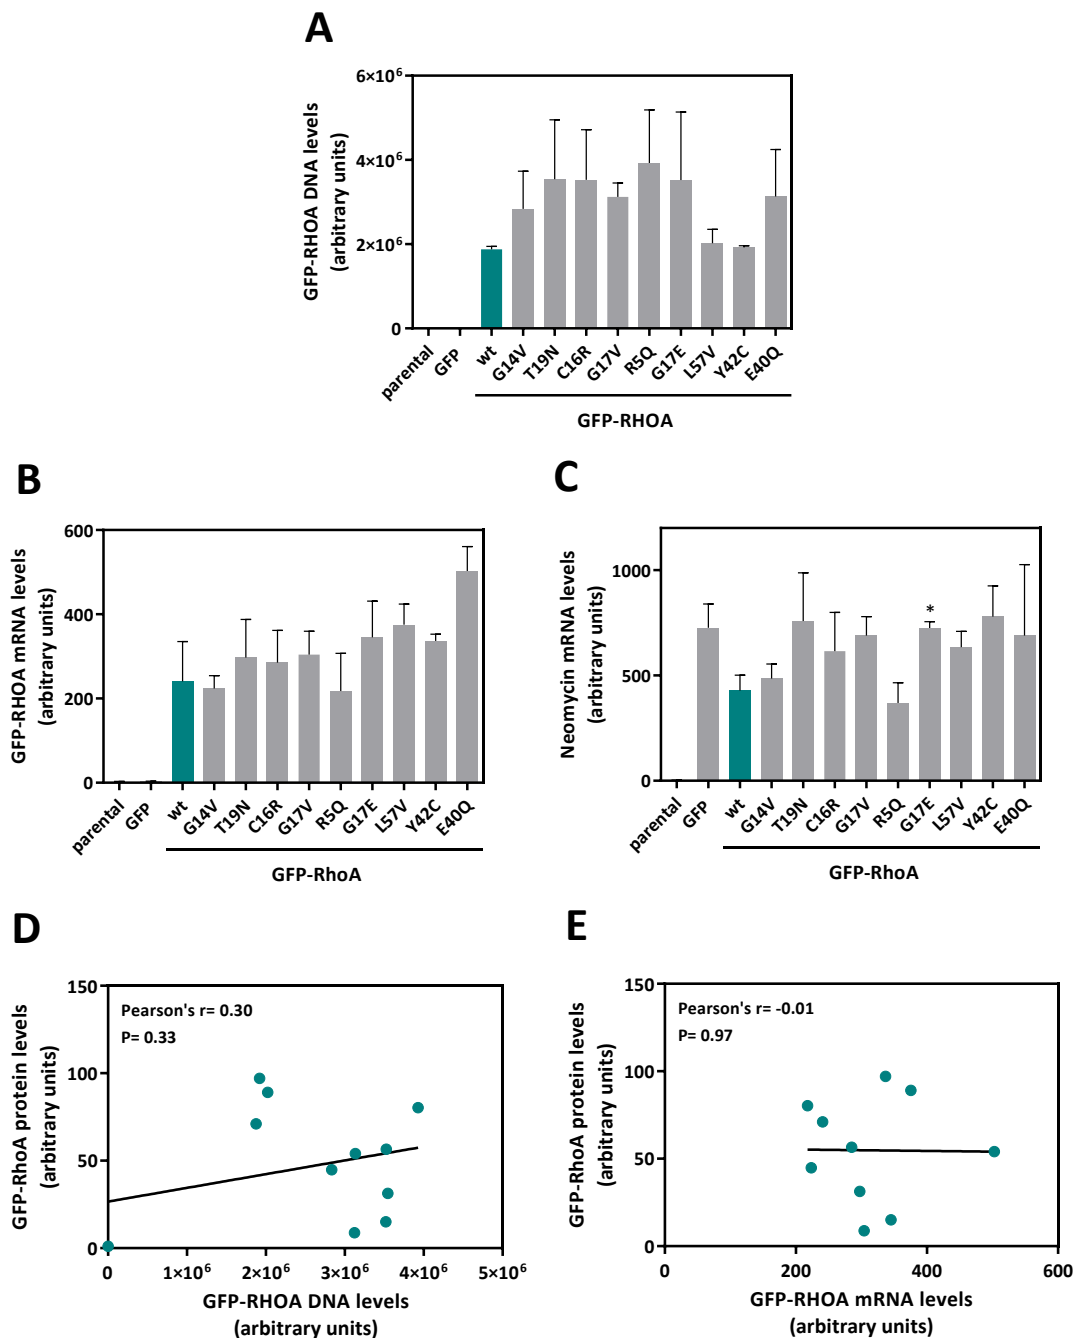 A
GFP-RHOA DNA levels
(arbitrary units)
6×10⁶
4×10⁶
2×10⁶
0
parental
GFP
wt
G14V
T19N
C16R
G17V
R5Q
G17E
L57V
Y42C
E40Q
GFP-RHOA
B
GFP-RHOA mRNA levels
(arbitrary units)
600
400
200
0
parental
GFP
wt
G14V
T19N
C16R
G17V
R5Q
G17E
L57V
Y42C
E40Q
GFP-RhoA
C
Neomycin mRNA levels
(arbitrary units)
1000
500
0
*
parental
GFP
wt
G14V
T19N
C16R
G17V
R5Q
G17E
L57V
Y42C
E40Q
GFP-RhoA
D
GFP-RhoA protein levels
(arbitrary units)
150
100
50
0
Pearson's r= 0.30
P= 0.33
0 1×10⁶ 2×10⁶ 3×10⁶ 4×10⁶ 5×10⁶
GFP-RHOA DNA levels
(arbitrary units)
E
GFP-RhoA protein levels
(arbitrary units)
150
100
50
0
Pearson's r= -0.01
P= 0.97
0 200 400 600
GFP-RHOA mRNA levels
(arbitrary units)